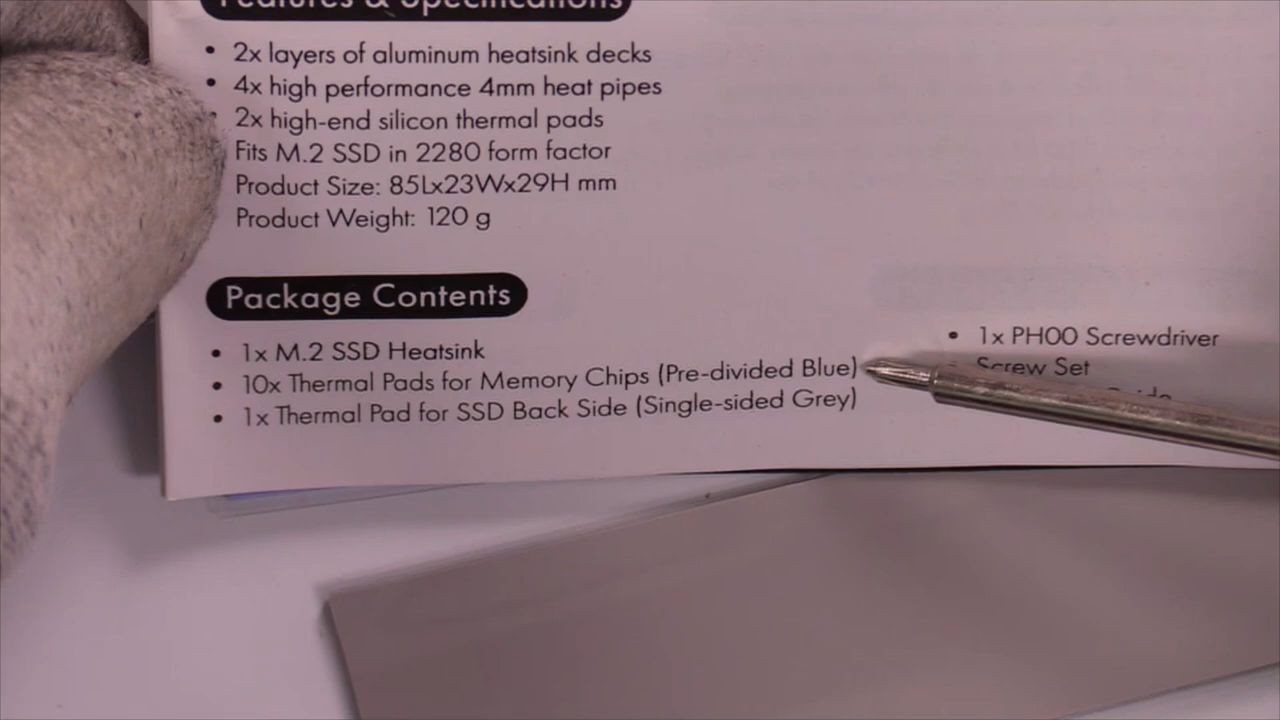 Features & Specifications
• 2x layers of aluminum heatsink decks
• 4x high performance 4mm heat pipes
2x high-end silicon thermal pads
Fits M.2 SSD in 2280 form factor
Product Size: 85Lx23Wx29H mm
Product Weight: 120 g
Package Contents
• 1x M.2 SSD Heatsink
• 10x Thermal Pads for Memory Chips (Pre-divided Blue)
• 1x Thermal Pad for SSD Back Side (Single-sided Grey)
• 1x PH00 Screwdriver
Screw Set